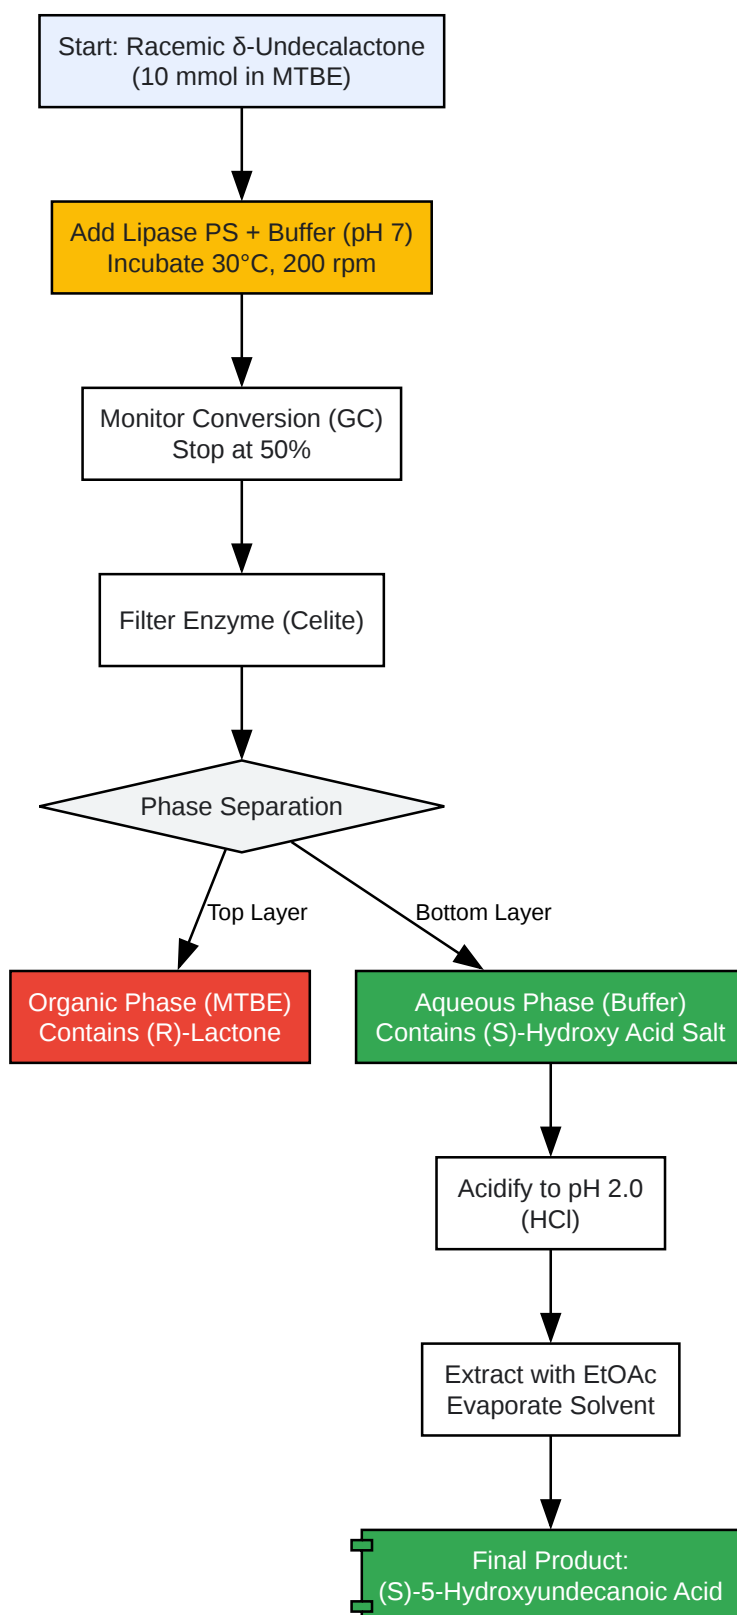 Start: Racemic δ-Undecalactone
(10 mmol in MTBE)
Add Lipase PS + Buffer (pH 7)
Incubate 30°C, 200 rpm
Monitor Conversion (GC)
Stop at 50%
Filter Enzyme (Celite)
Phase Separation
Top Layer
Bottom Layer
Organic Phase (MTBE)
Contains (R)-Lactone
Aqueous Phase (Buffer)
Contains (S)-Hydroxy Acid Salt
Acidify to pH 2.0
(HCl)
Extract with EtOAc
Evaporate Solvent
Final Product:
(S)-5-Hydroxyundecanoic Acid